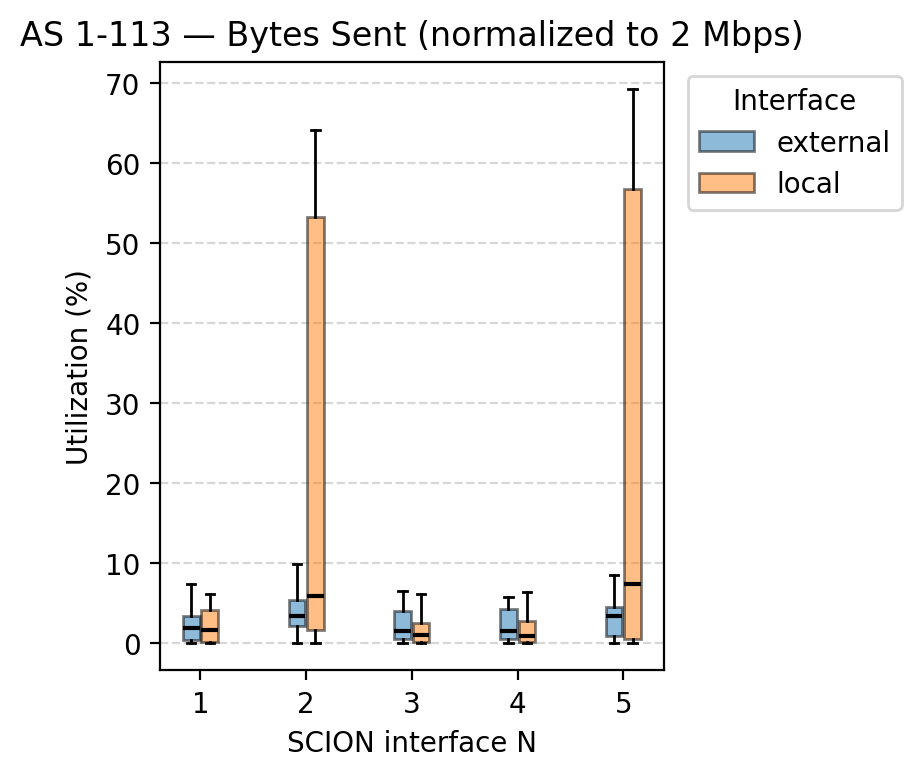 AS 1-113 — Bytes Sent (normalized to 2 Mbps)
70
60
50
40
30
20
10
0
Utilization (%)
1 2 3 4 5
SCION interface N
Interface
external
local